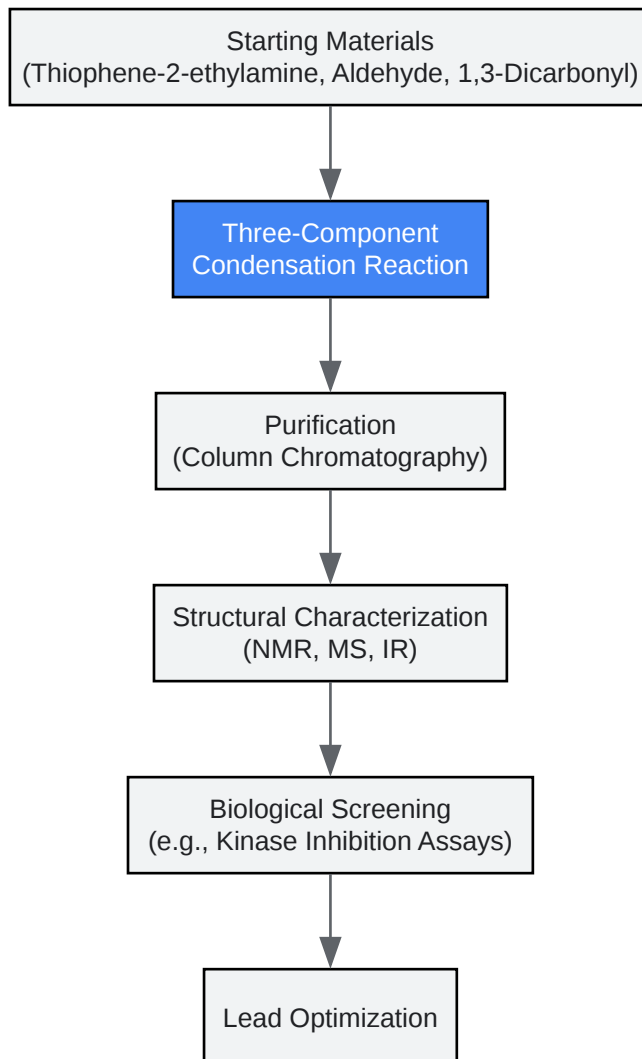 Starting Materials
(Thiophene-2-ethylamine, Aldehyde, 1,3-Dicarbonyl)
Three-Component
Condensation Reaction
Purification
(Column Chromatography)
Structural Characterization
(NMR, MS, IR)
Biological Screening
(e.g., Kinase Inhibition Assays)
Lead Optimization